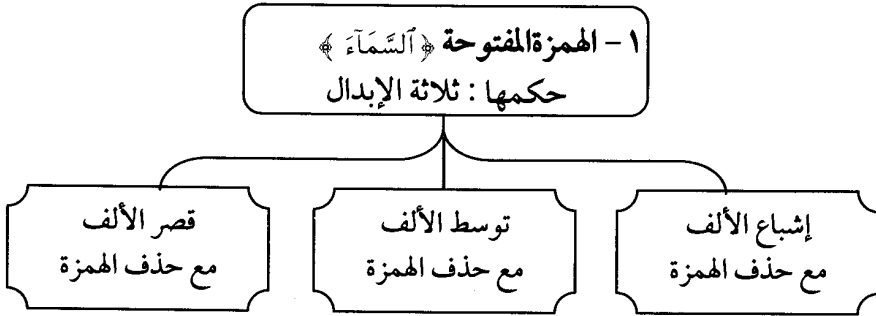 ١ - الهمزة المفتوحة ﴿ ٱلسَّمَآءَ ﴾
حكمها : ثلاثة الإبدال
إشباع الألف
مع حذف الهمزة
توسط الألف
مع حذف الهمزة
قصر الألف
مع حذف الهمزة